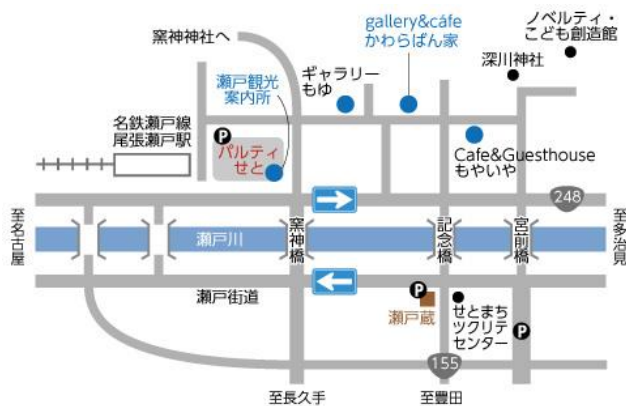 ノベルティ・
こども創造館
gallery&cáfe
かわらばん家
窯神神社へ
深川神社
ギャラリー
もゆ
瀬戸観光
案内所
名鉄瀬戸線
尾張瀬戸駅
P
パルティ
せと
Cafe&Guesthouse
もやいや
248
至名古屋
瀬戸川
窯神橋
記念橋
宮前橋
至多治見
瀬戸街道
P
瀬戸蔵
せとまち
ツクリテ
センター
P
155
至長久手
至豊田